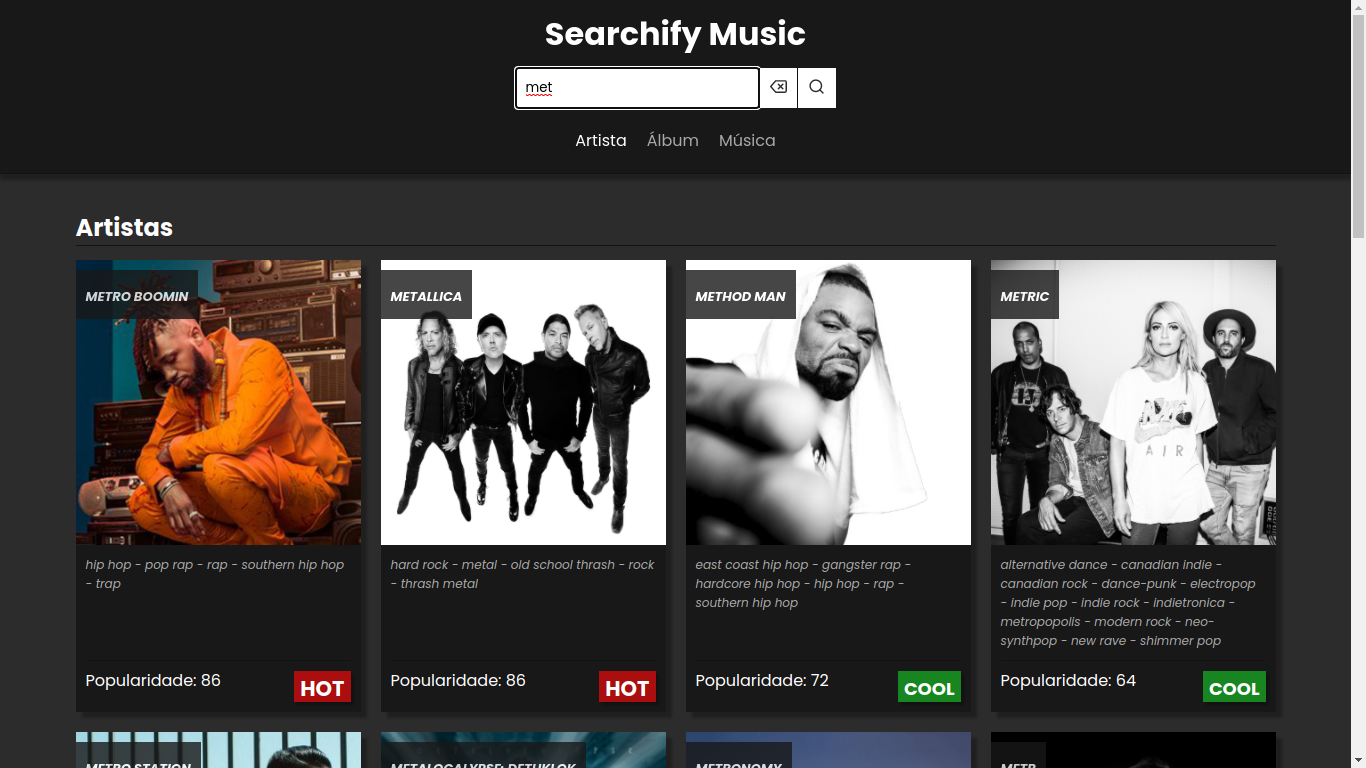 Searchify Music
met
Artista Álbum Música
Artistas
METRO BOOMIN
hip hop - pop rap - rap - southern hip hop
- trap
Popularidade: 86 HOT
METALLICA
hard rock - metal - old school thrash - rock
- thrash metal
Popularidade: 86 HOT
METHOD MAN
east coast hip hop - gangster rap -
hardcore hip hop - hip hop - rap -
southern hip hop
Popularidade: 72 COOL
METRIC
AIR
alternative dance - canadian indie -
canadian rock - dance-punk - electropop
- indie pop - indie rock - indietronica -
metropopolis - modern rock - neo-
synthpop - new rave - shimmer pop
Popularidade: 64 COOL
METRO STATION
METALOCALYPSE: DETHKLOK
METRONOMY